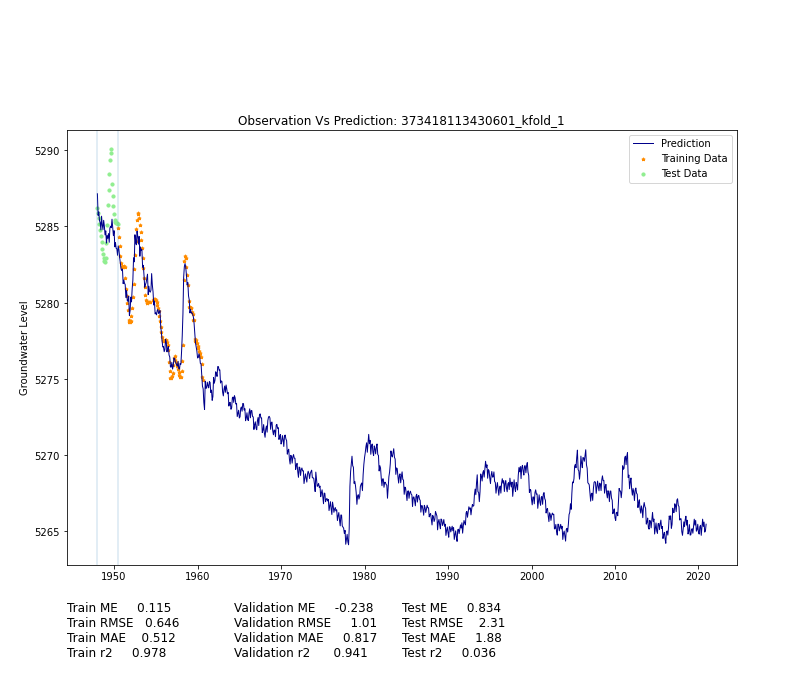 Observation Vs Prediction: 373418113430601_kfold_1
Prediction
Training Data
Test Data
Groundwater Level
5290
5285
5280
5275
5270
5265
1950 1960 1970 1980 1990 2000 2010 2020
Train ME 0.115 Validation ME -0.238 Test ME 0.834
Train RMSE 0.646 Validation RMSE 1.01 Test RMSE 2.31
Train MAE 0.512 Validation MAE 0.817 Test MAE 1.88
Train r2 0.978 Validation r2 0.941 Test r2 0.036